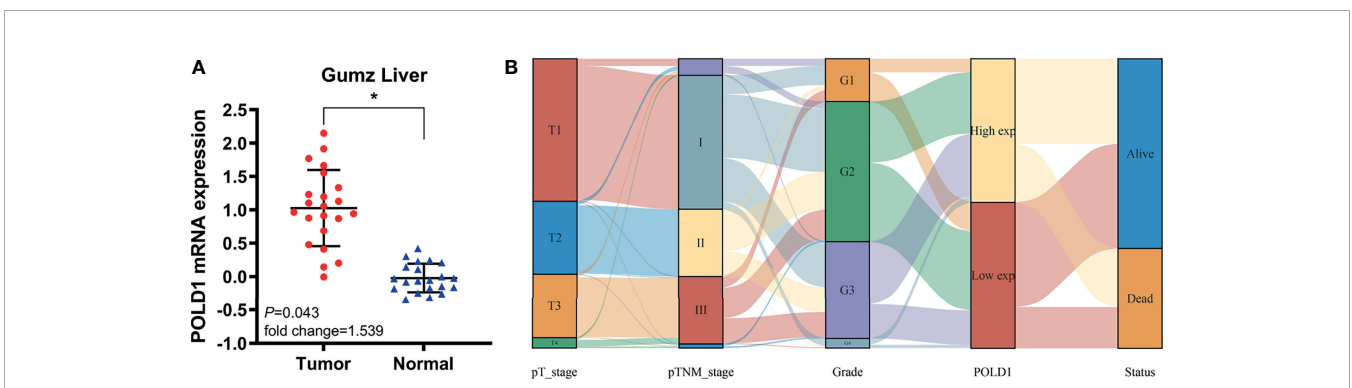 A
Gumz Liver
*
POLD1 mRNA expression
2.5
2.0
1.5
1.0
0.5
0.0
-0.5
-1.0
P=0.043
fold change=1.539
Tumor
Normal
B
T1
T2
T3
T4
pT_stage
I
II
III
pTNM_stage
G1
G2
G3
G4
Grade
High exp
Low exp
POLD1
Alive
Dead
Status